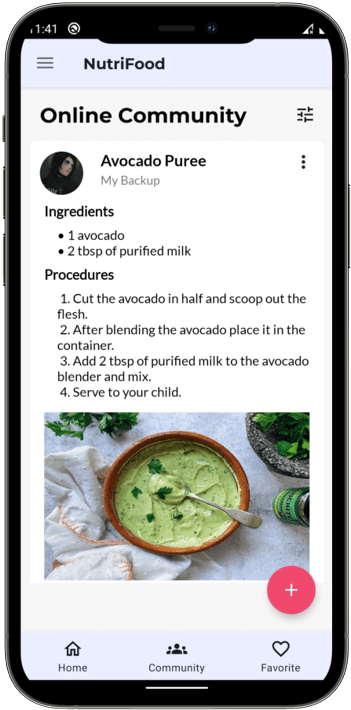 1:41
NutriFood
Online Community
Avocado Puree
My Backup
Ingredients
• 1 avocado
• 2 tbsp of purified milk
Procedures
1. Cut the avocado in half and scoop out the
flesh.
2. After blending the avocado place it in the
container.
3. Add 2 tbsp of purified milk to the avocado
blender and mix.
4. Serve to your child.
Home
Community
Favorite